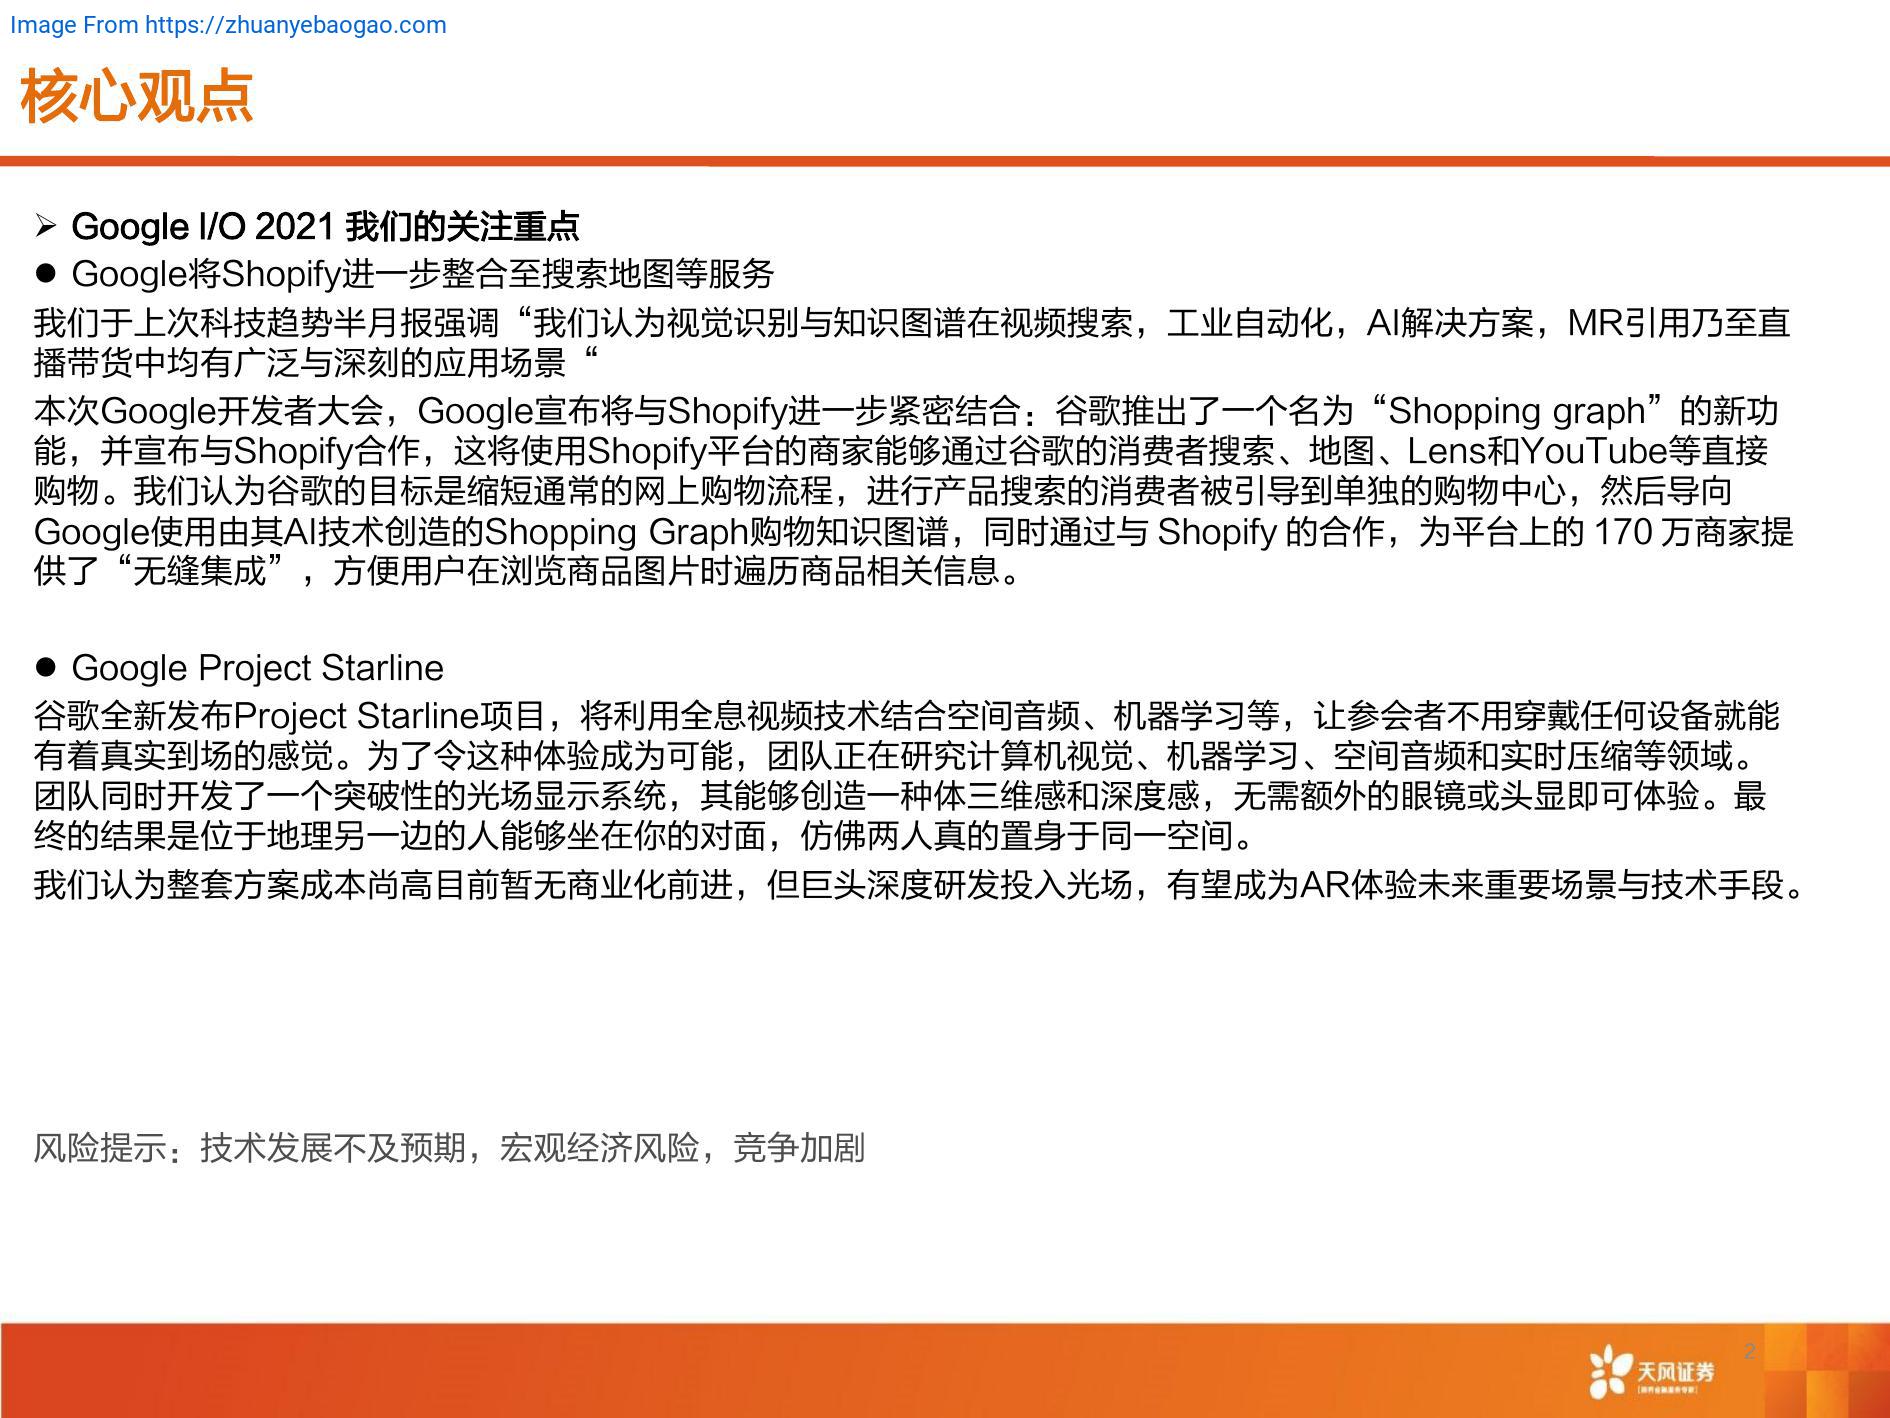 Image From https://zhuanyebaogao.com
核心观点
➢ Google I/O 2021 我们的关注重点
● Google将Shopify进一步整合至搜索地图等服务
我们于上次科技趋势半月报强调“我们认为视觉识别与知识图谱在视频搜索，工业自动化，AI解决方案，MR引用乃至直
播带货中均有广泛与深刻的应用场景“
本次Google开发者大会，Google宣布将与Shopify进一步紧密结合：谷歌推出了一个名为“Shopping graph”的新功
能，并宣布与Shopify合作，这将使用Shopify平台的商家能够通过谷歌的消费者搜索、地图、Lens和YouTube等直接
购物。我们认为谷歌的目标是缩短通常的网上购物流程，进行产品搜索的消费者被引导到单独的购物中心，然后导向
Google使用由其AI技术创造的Shopping Graph购物知识图谱，同时通过与 Shopify 的合作，为平台上的 170 万商家提
供了“无缝集成”，方便用户在浏览商品图片时遍历商品相关信息。
● Google Project Starline
谷歌全新发布Project Starline项目，将利用全息视频技术结合空间音频、机器学习等，让参会者不用穿戴任何设备就能
有着真实到场的感觉。为了令这种体验成为可能，团队正在研究计算机视觉、机器学习、空间音频和实时压缩等领域。
团队同时开发了一个突破性的光场显示系统，其能够创造一种体三维感和深度感，无需额外的眼镜或头显即可体验。最
终的结果是位于地理另一边的人能够坐在你的对面，仿佛两人真的置身于同一空间。
我们认为整套方案成本尚高目前暂无商业化前进，但巨头深度研发投入光场，有望成为AR体验未来重要场景与技术手段。
风险提示：技术发展不及预期，宏观经济风险，竞争加剧
2
天风证券